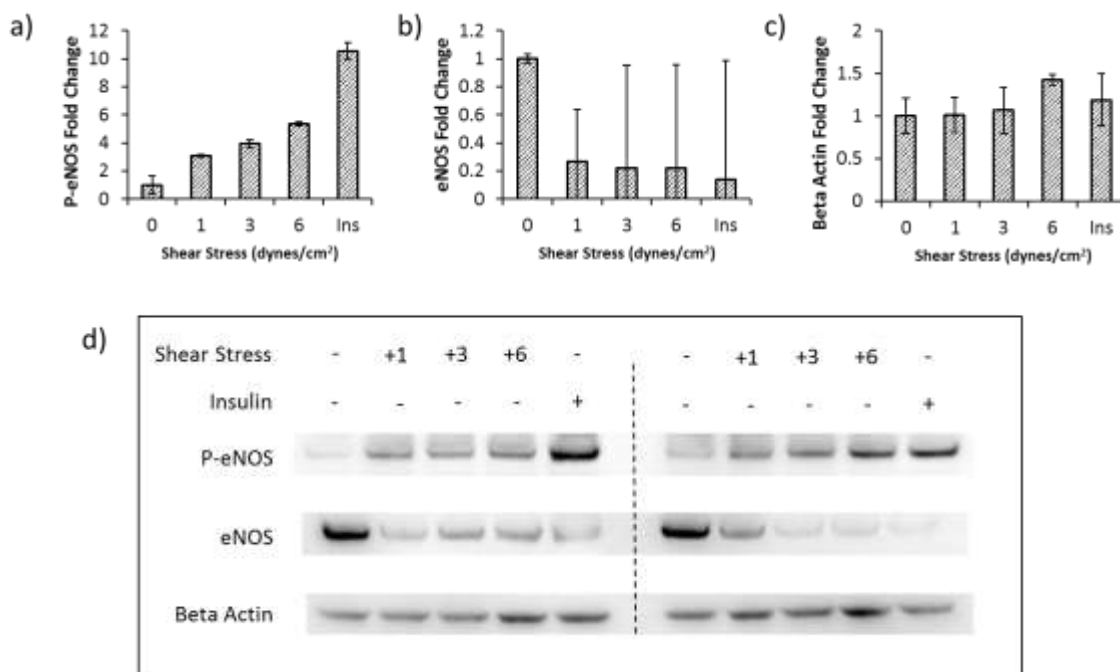 a)
P-eNOS Fold Change
12
10
8
6
4
2
0
0 1 3 6 Ins
Shear Stress (dynes/cm²)
b)
eNOS Fold Change
1.2
1
0.8
0.6
0.4
0.2
0
0 1 3 6 Ins
Shear Stress (dynes/cm²)
c)
Beta Actin Fold Change
2
1.5
1
0.5
0
0 1 3 6 Ins
Shear Stress (dynes/cm²)
d)
Shear Stress - +1 +3 +6 - - +1 +3 +6 -
Insulin - - - - + - - - - +
P-eNOS
eNOS
Beta Actin